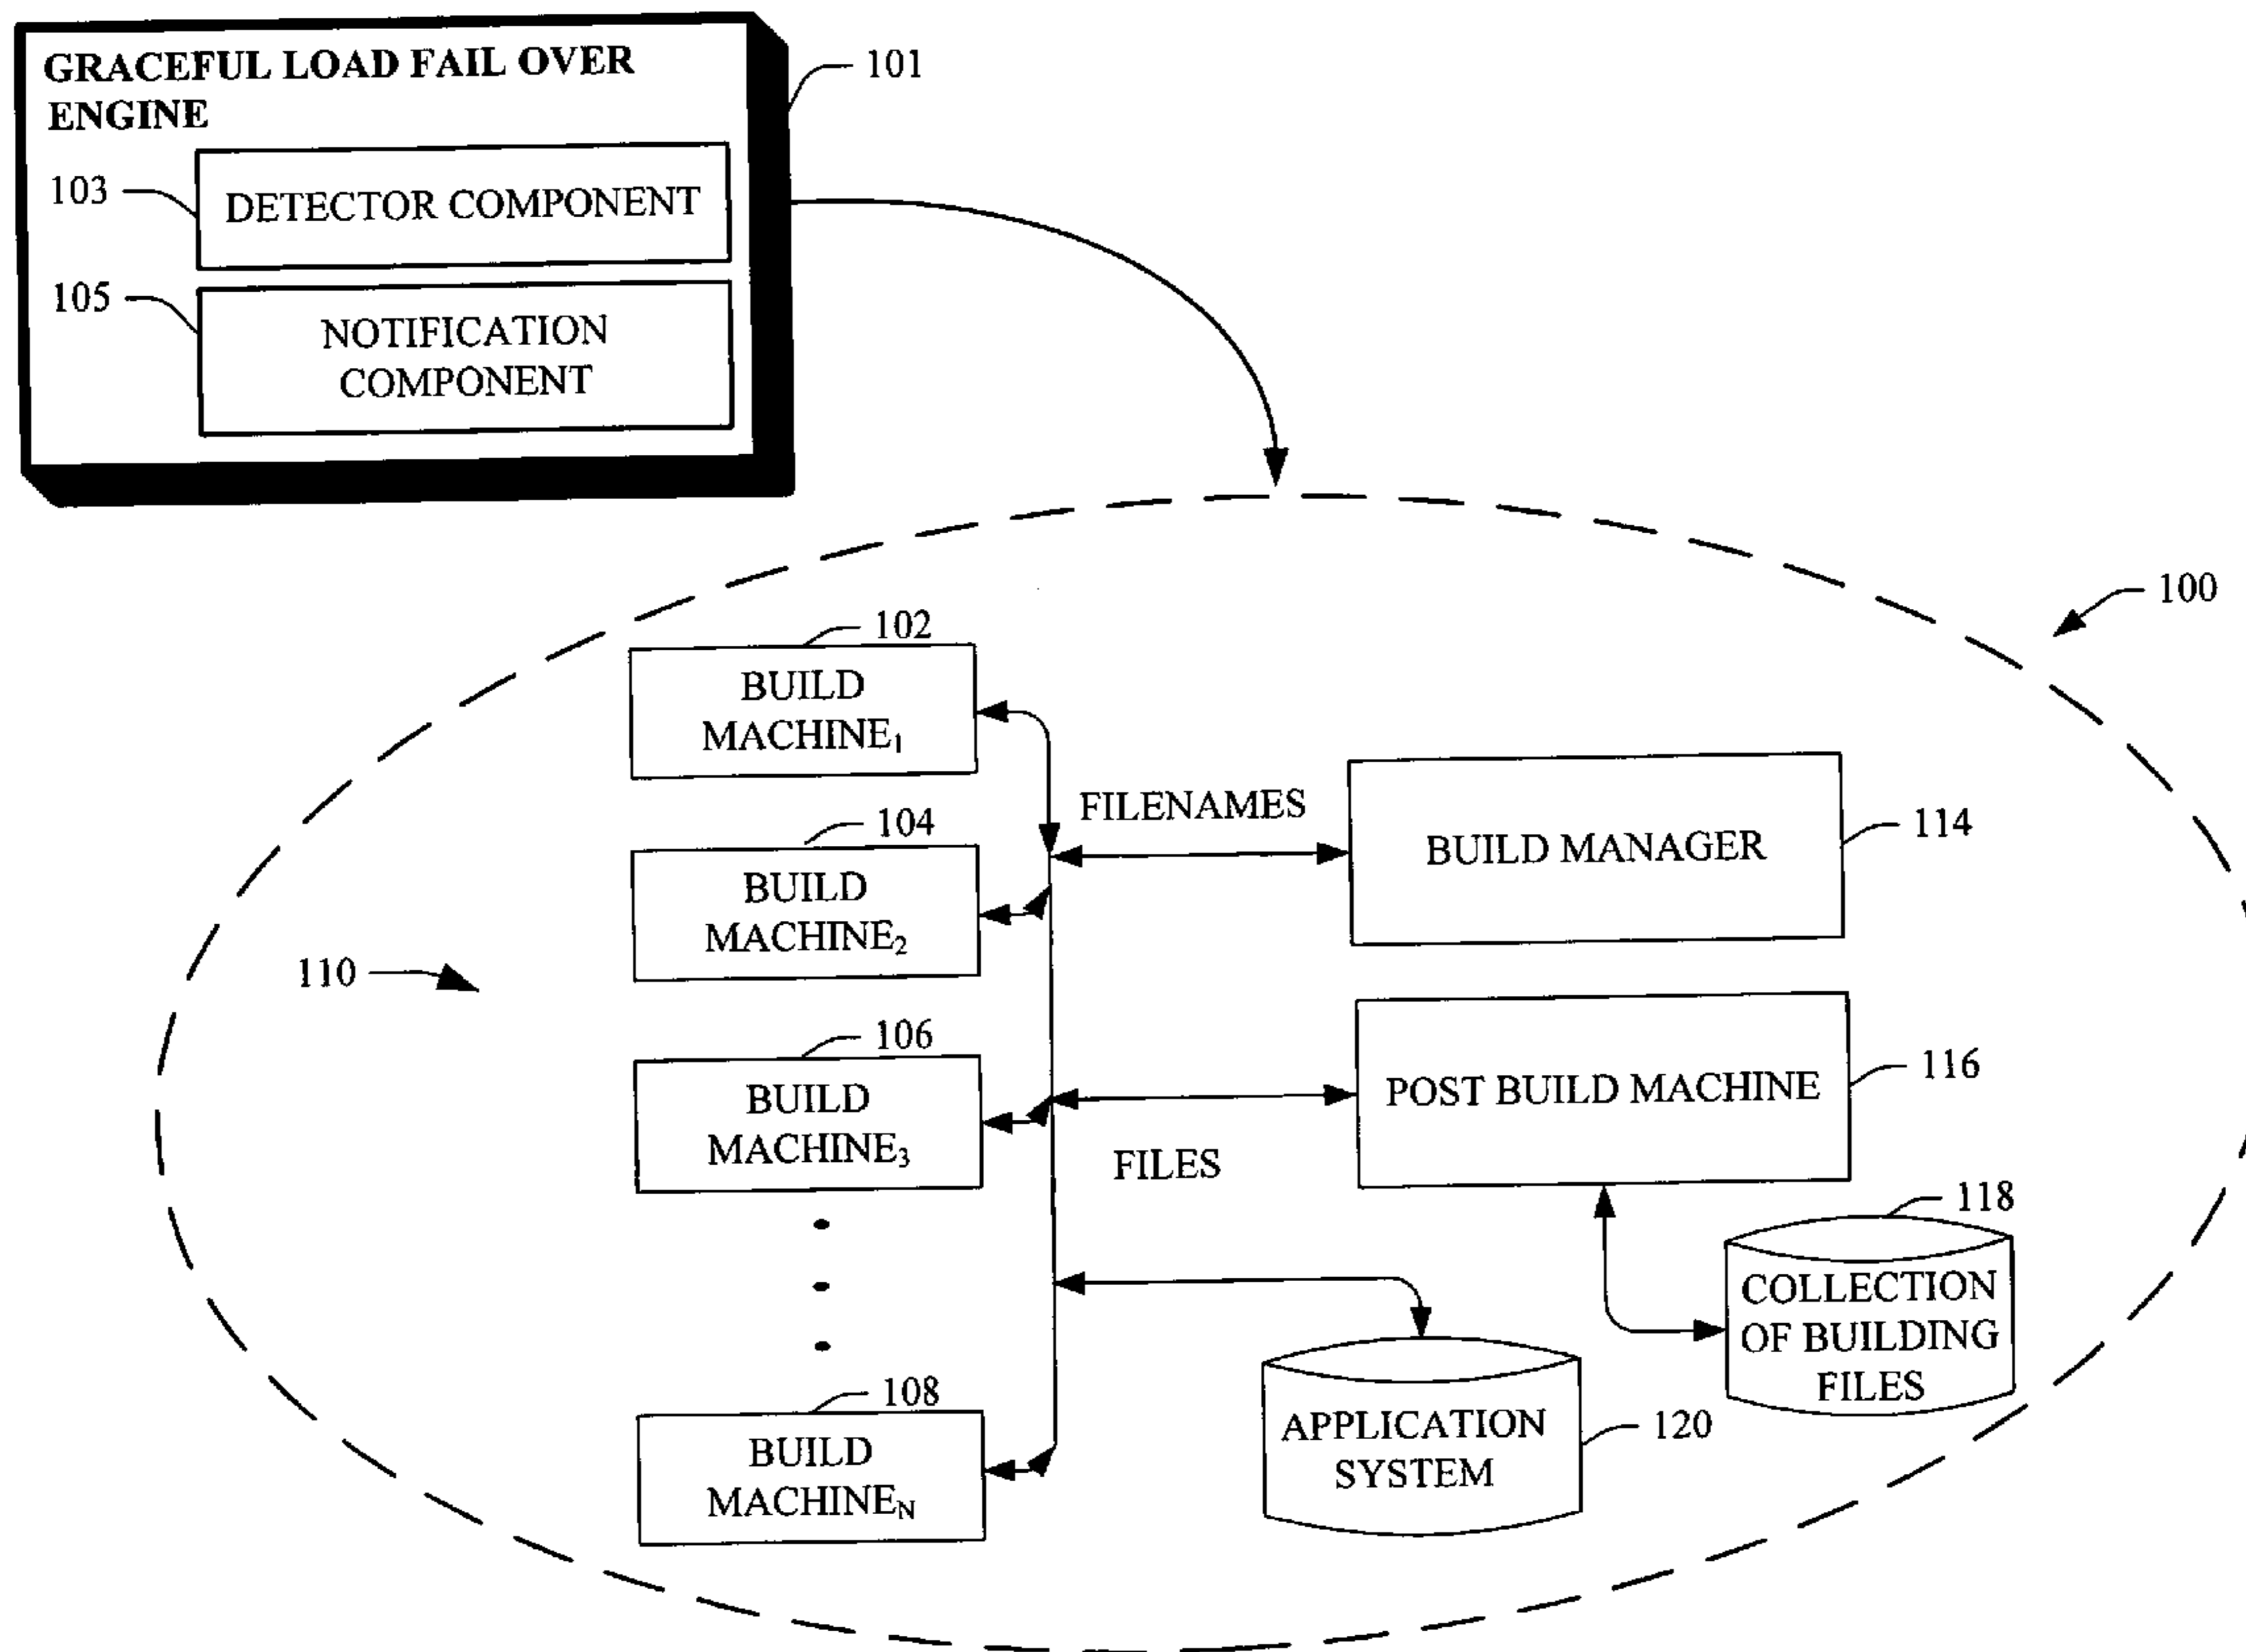 GRACEFUL LOAD FAIL OVER
ENGINE
101
103
DETECTOR COMPONENT
105
NOTIFICATION
COMPONENT
100
102
BUILD
MACHINE₁
104
BUILD
MACHINE₂
FILENAMES
BUILD MANAGER
114
110
106
BUILD
MACHINE₃
POST BUILD MACHINE
116
FILES
118
COLLECTION
OF BUILDING
FILES
108
BUILD
MACHINE_N
APPLICATION
SYSTEM
120